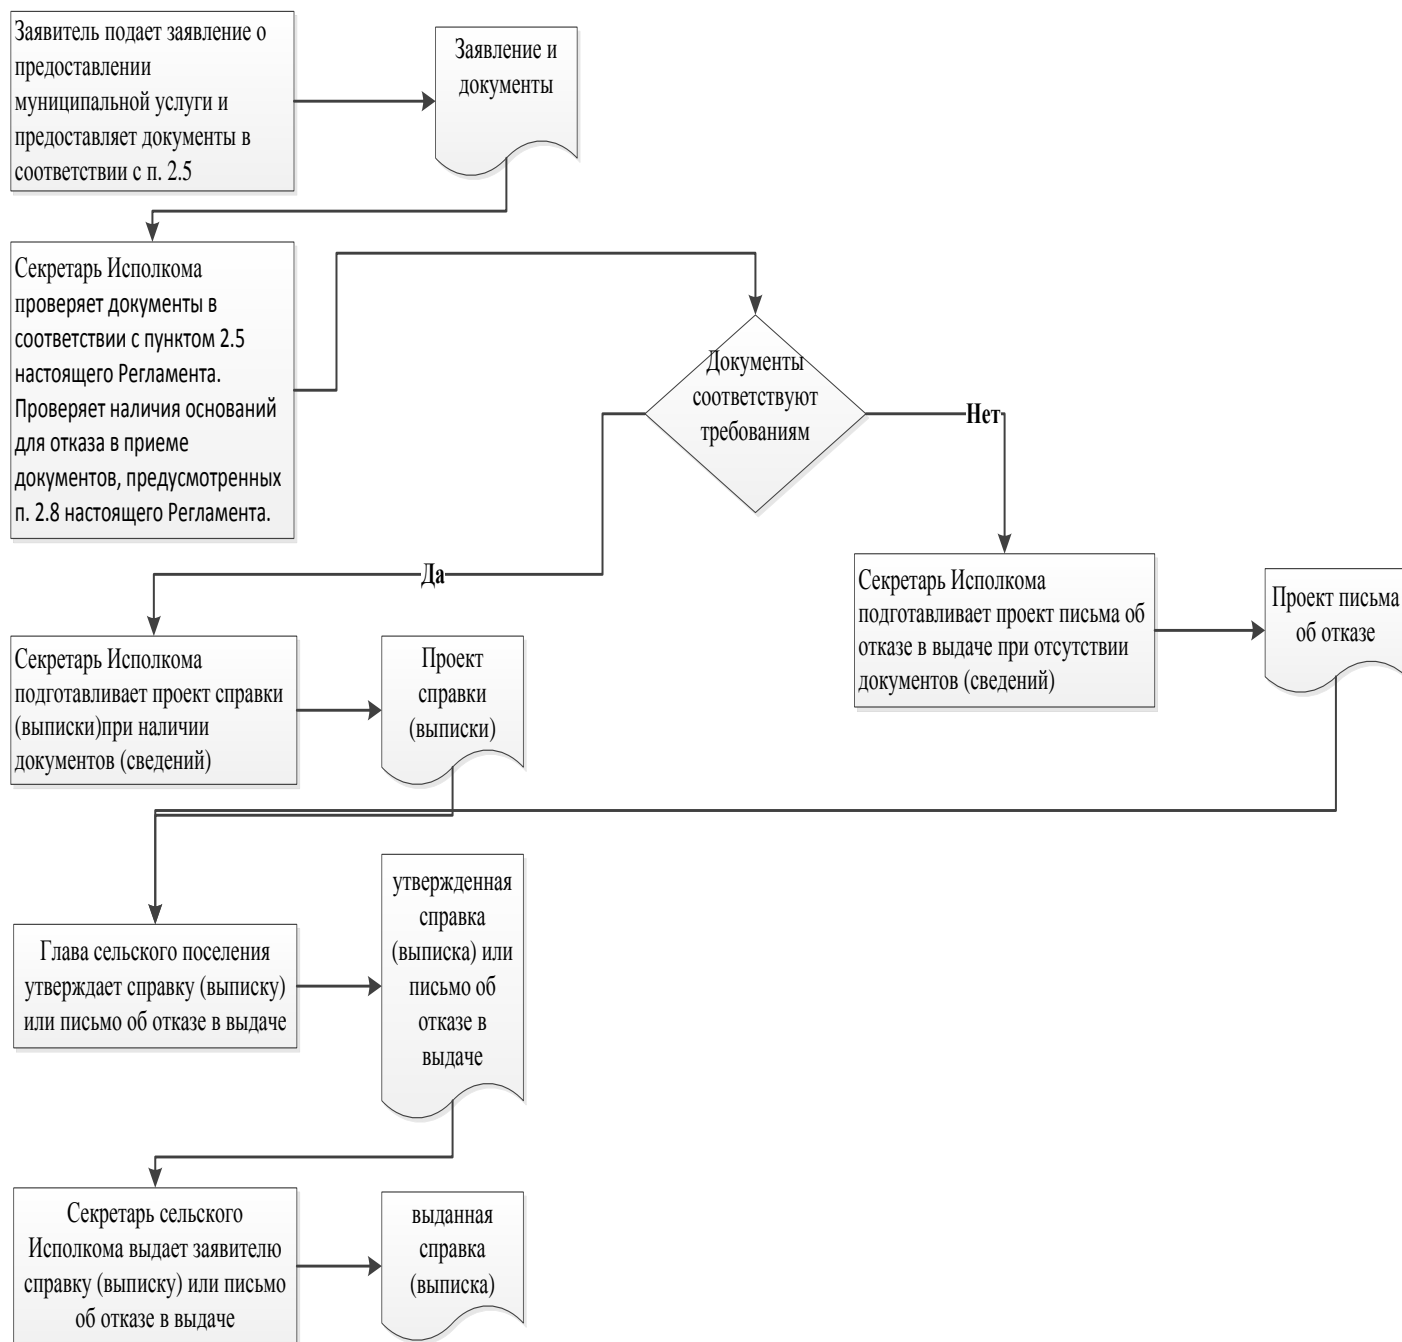 Заявитель подает заявление о
предоставлении
муниципальной услуги и
предоставляет документы в
соответствии с п. 2.5
Заявление и
документы
Секретарь Исполкома
проверяет документы в
соответствии с пунктом 2.5
настоящего Регламента.
Проверяет наличия оснований
для отказа в приеме
документов, предусмотренных
п. 2.8 настоящего Регламента.
Документы
соответствуют
требованиям
Нет
Да
Секретарь Исполкома
подготавливает проект письма об
отказе в выдаче при отсутствии
документов (сведений)
Проект письма
об отказе
Секретарь Исполкома
подготавливает проект справки
(выписки)при наличии
документов (сведений)
Проект
справки
(выписки)
Глава сельского поселения
утверждает справку (выписку)
или письмо об отказе в выдаче
утвержденная
справка
(выписка) или
письмо об
отказе в
выдаче
Секретарь сельского
Исполкома выдает заявителю
справку (выписку) или письмо
об отказе в выдаче
выданная
справка
(выписка)